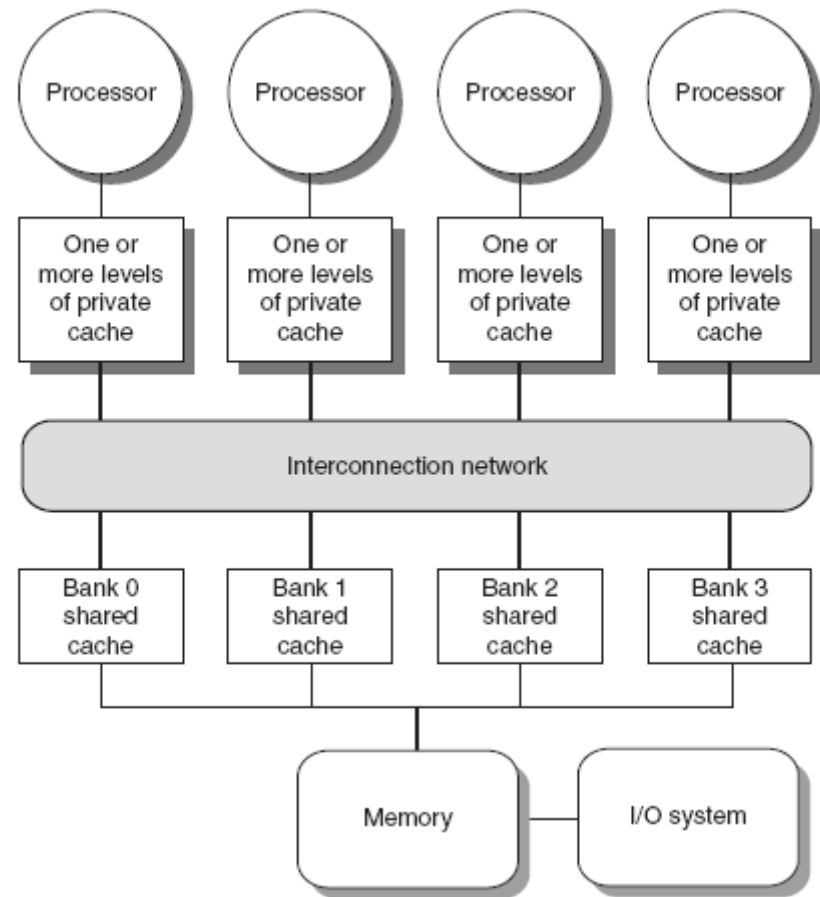 Processor Processor Processor Processor
One or One or One or One or
more levels more levels more levels more levels
of private of private of private of private
cache cache cache cache
Interconnection network
Bank 0 Bank 1 Bank 2 Bank 3
shared shared shared shared
cache cache cache cache
Memory I/O system